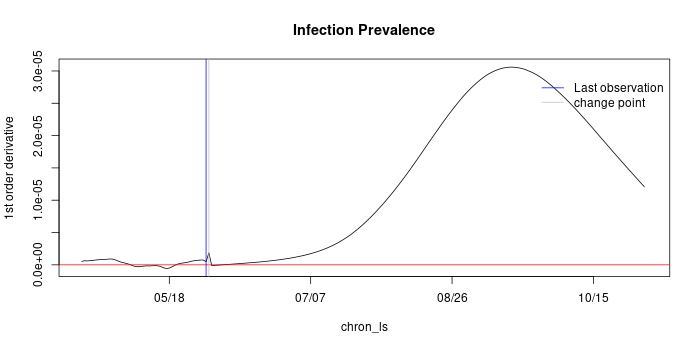 Infection Prevalence
1st order derivative
3.0e-05
2.0e-05
1.0e-05
0.0e+00
Last observation
change point
05/18
07/07
08/26
10/15
chron_ls